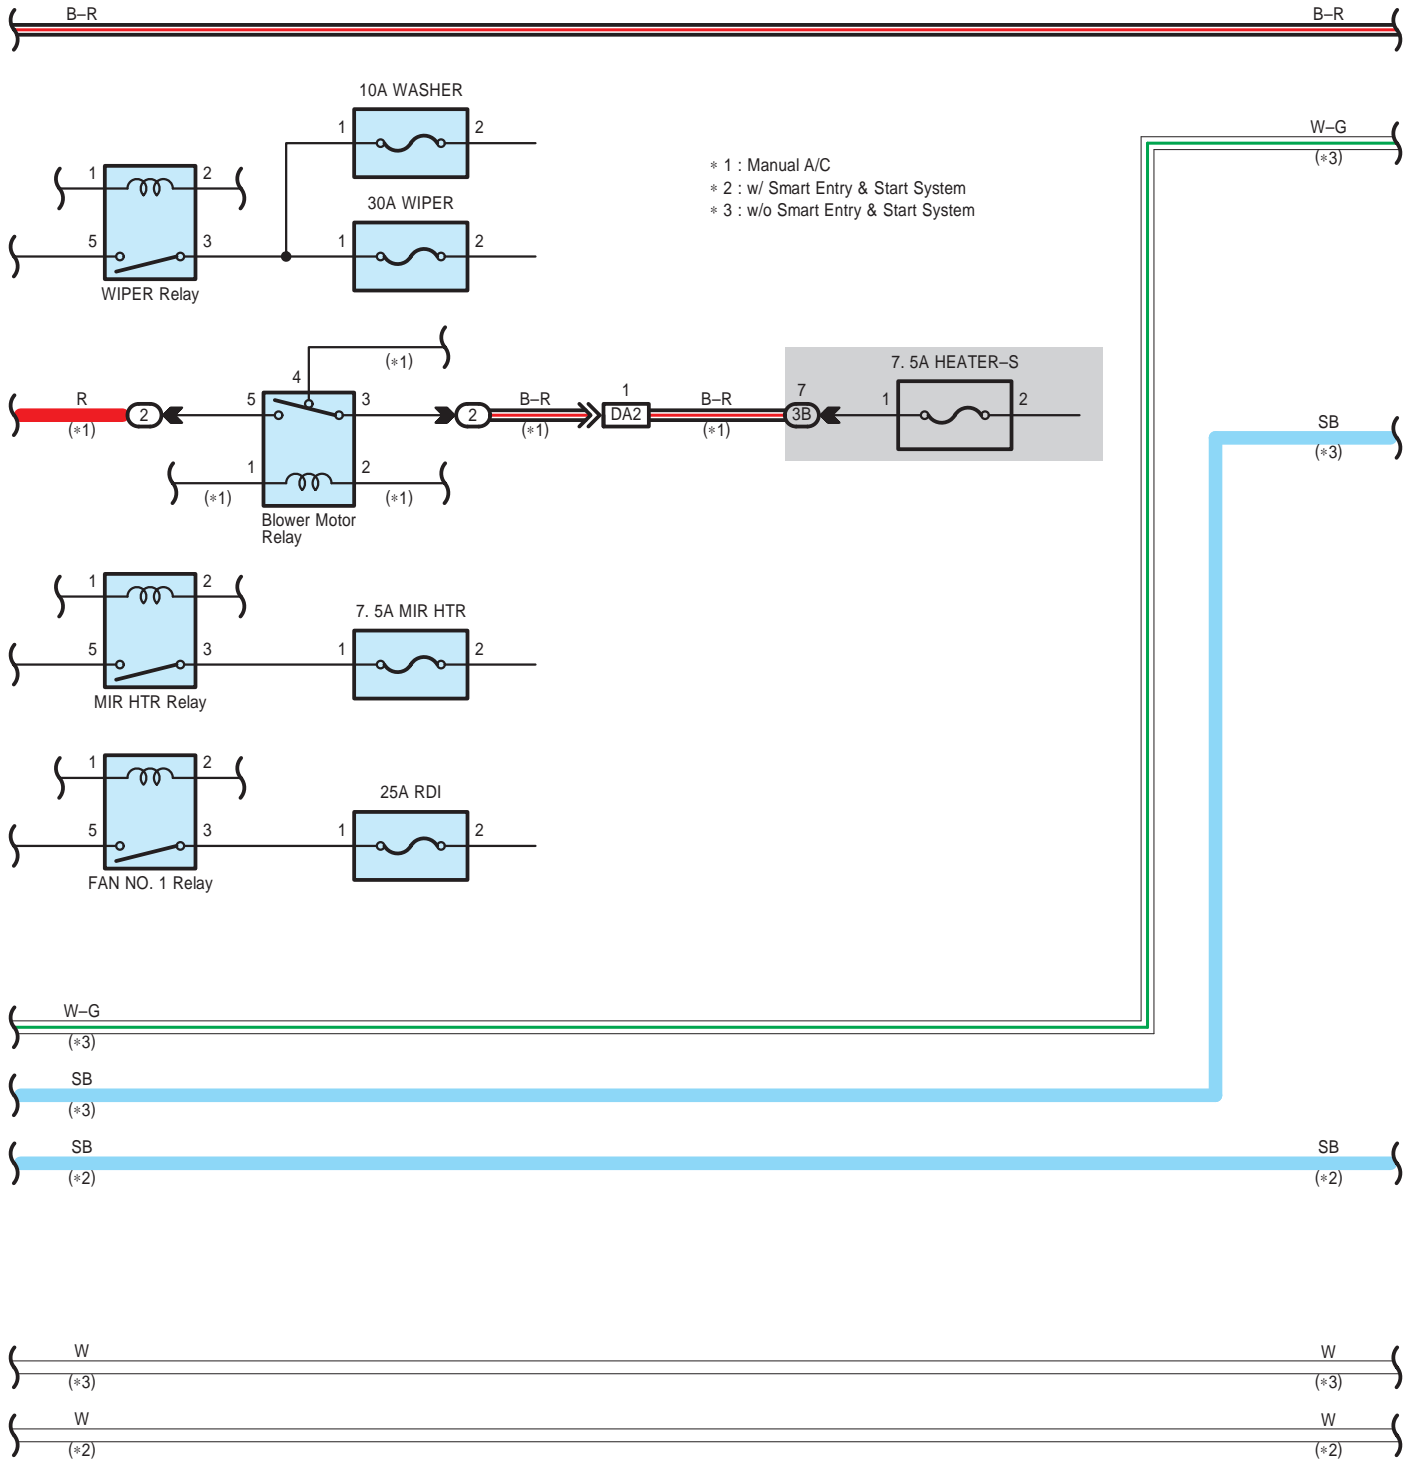 B–R B–R
10A WASHER
1 2
W–G
(∗3)
∗ 1 : Manual A/C
∗ 2 : w/ Smart Entry & Start System
∗ 3 : w/o Smart Entry & Start System
1 2
30A WIPER
5 3 1 2
WIPER Relay
(∗1)
4
7. 5A HEATER–S
R
(∗1)
2
5 3
2
B–R
(∗1)
1
DA2
B–R
(∗1)
7
3B
1 2
SB
(∗3)
1 2
(∗1) (∗1)
Blower Motor
Relay
1 2
7. 5A MIR HTR
5 3 1 2
MIR HTR Relay
1 2
25A RDI
5 3 1 2
FAN NO. 1 Relay
W–G
(∗3)
SB
(∗3)
SB SB
(∗2) (∗2)
W W
(∗3) (∗3)
W W
(∗2) (∗2)